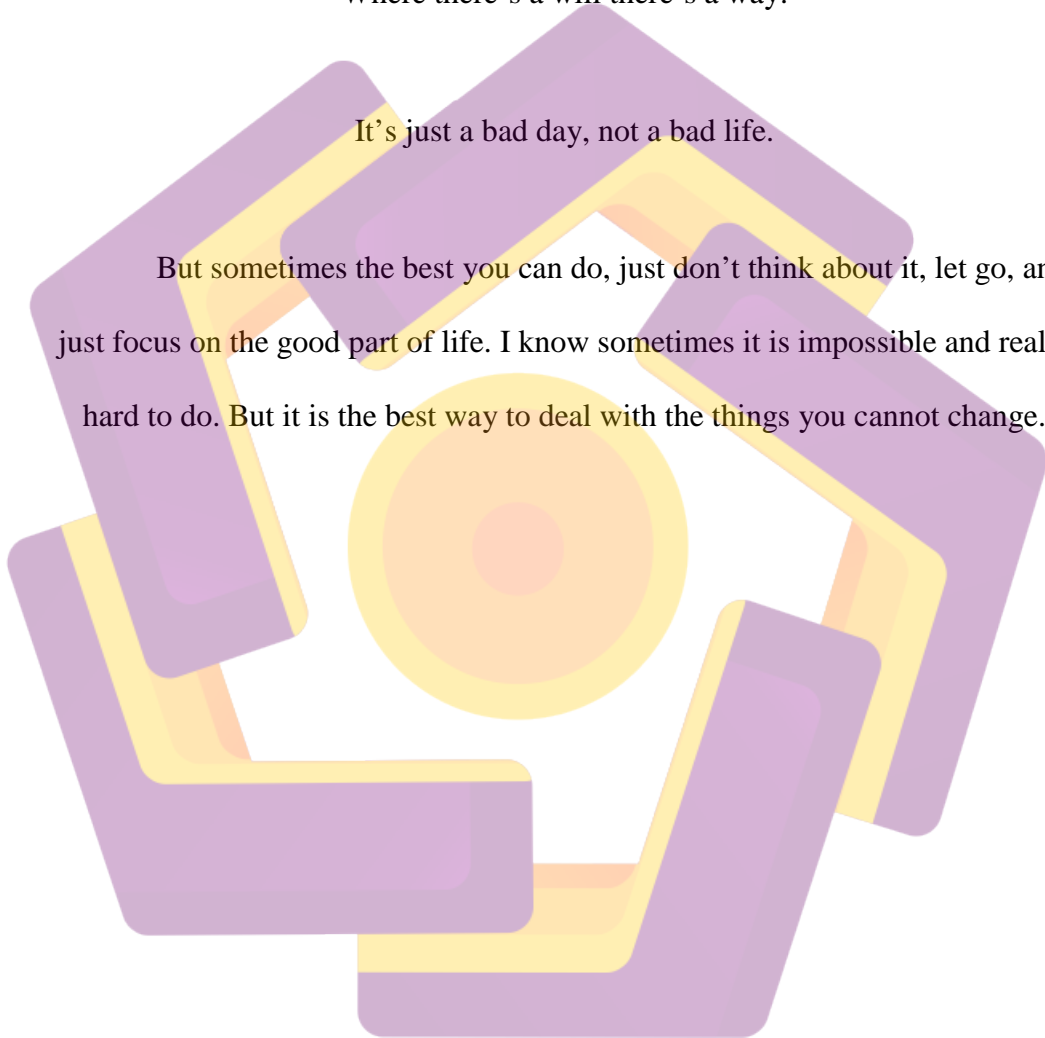 Where there's a will there's a way.
It’s just a bad day, not a bad life.
But sometimes the best you can do, just don’t think about it, let go,
just focus on the good part of life. I know sometimes it is impossible and
hard to do. But it is the best way to deal with the things you cannot change.